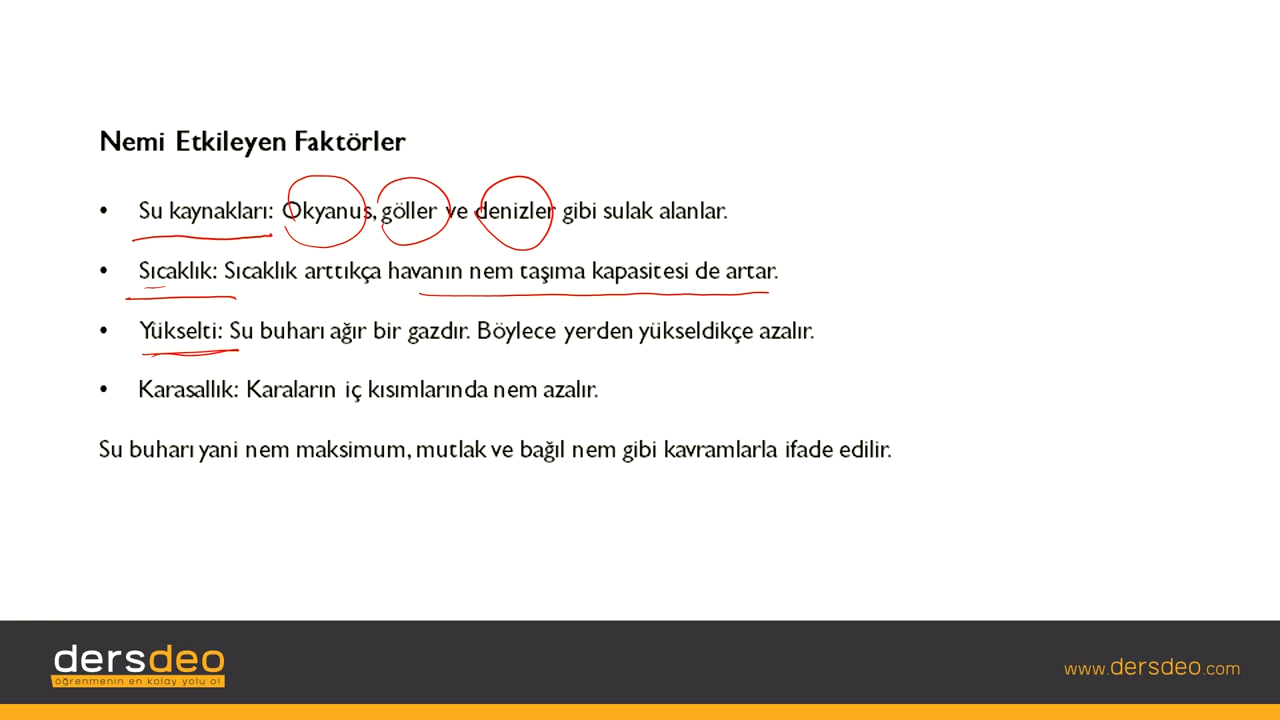 Nemi Etkileyen Faktörler
• Su kaynakları: Okyanus, göller ve denizler gibi sulak alanlar.
• Sıcaklık: Sıcaklık arttıkça havanın nem taşıma kapasitesi de artar.
• Yükselti: Su buharı ağır bir gazdır. Böylece yerden yükseldikçe azalır.
• Karasallık: Karaların iç kısımlarında nem azalır.
Su buharı yani nem maksimum, mutlak ve bağıl nem gibi kavramlarla ifade edilir.
dersdeo
öğrenmenin en kolay yolu o!
www.dersdeo.com